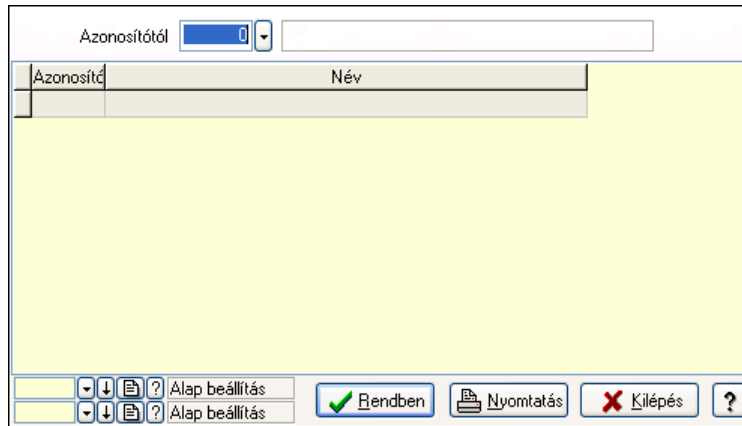 Azonosítótól 0
Azonosító Név
? Alap beállítás
? Alap beállítás
Rendben Nyomtatás Kilépés ?